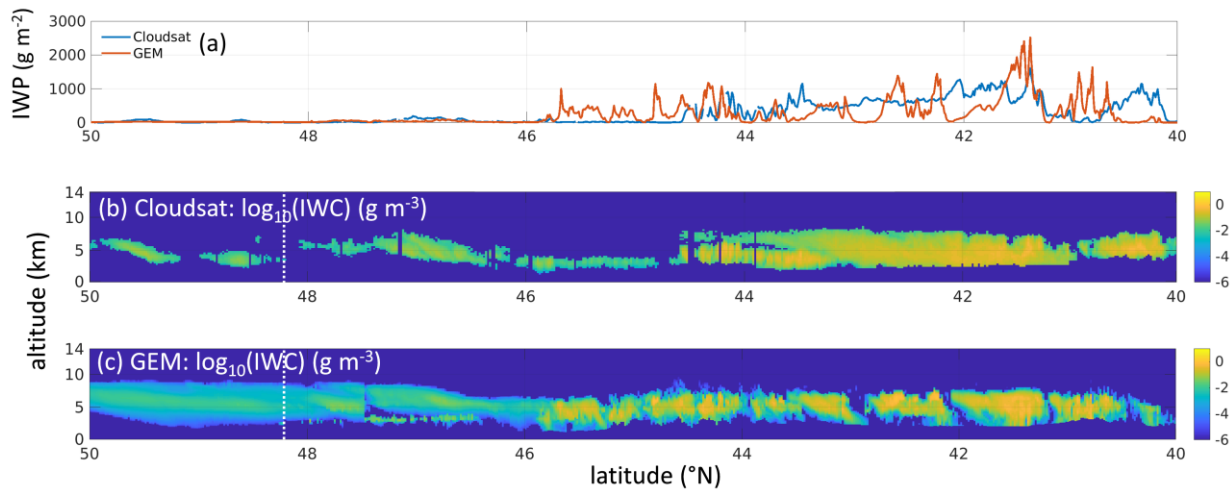 3000
2000
1000
0
IWP (g m⁻²)
Cloudsat
GEM
(a)
50 48 46 44 42 40
altitude (km)
14
10
5
0
(b) Cloudsat: log₁₀(IWC) (g m⁻³)
0
-2
-4
-6
50 48 46 44 42 40
14
10
5
0
(c) GEM: log₁₀(IWC) (g m⁻³)
0
-2
-4
-6
50 48 46 44 42 40
latitude (°N)